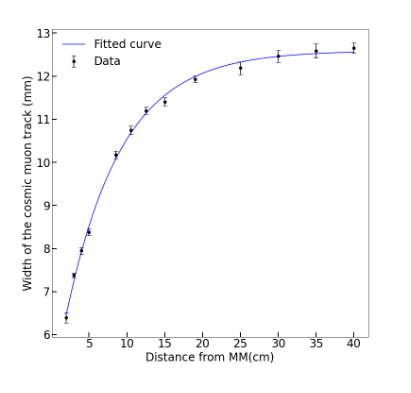 13
12
11
10
9
8
7
6
Width of the cosmic muon track (mm)
Fitted curve
Data
5 10 15 20 25 30 35 40
Distance from MM(cm)